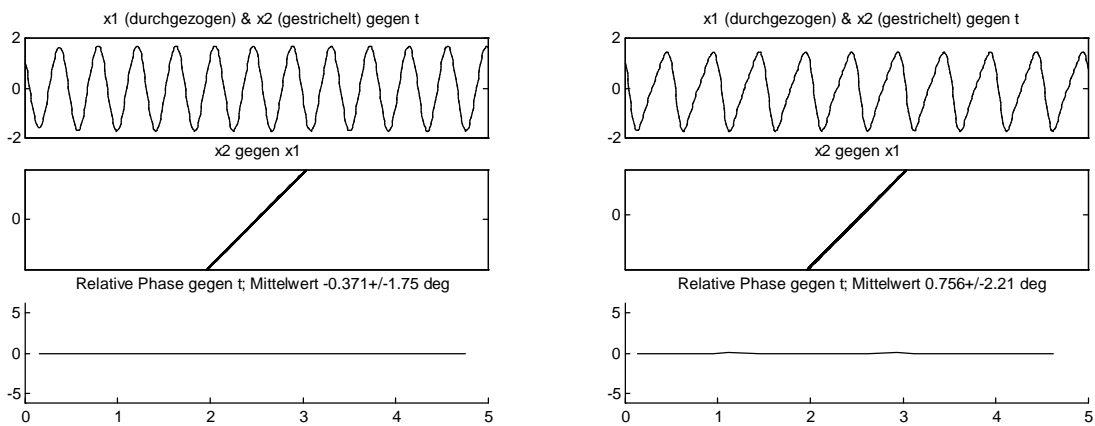 x1 (durchgezogen) & x2 (gestrichelt) gegen t
2
0
-2
x2 gegen x1
0
Relative Phase gegen t; Mittelwert -0.371+/-1.75 deg
5
0
-5
0 1 2 3 4 5
x1 (durchgezogen) & x2 (gestrichelt) gegen t
2
0
-2
x2 gegen x1
0
Relative Phase gegen t; Mittelwert 0.756+/-2.21 deg
5
0
-5
0 1 2 3 4 5